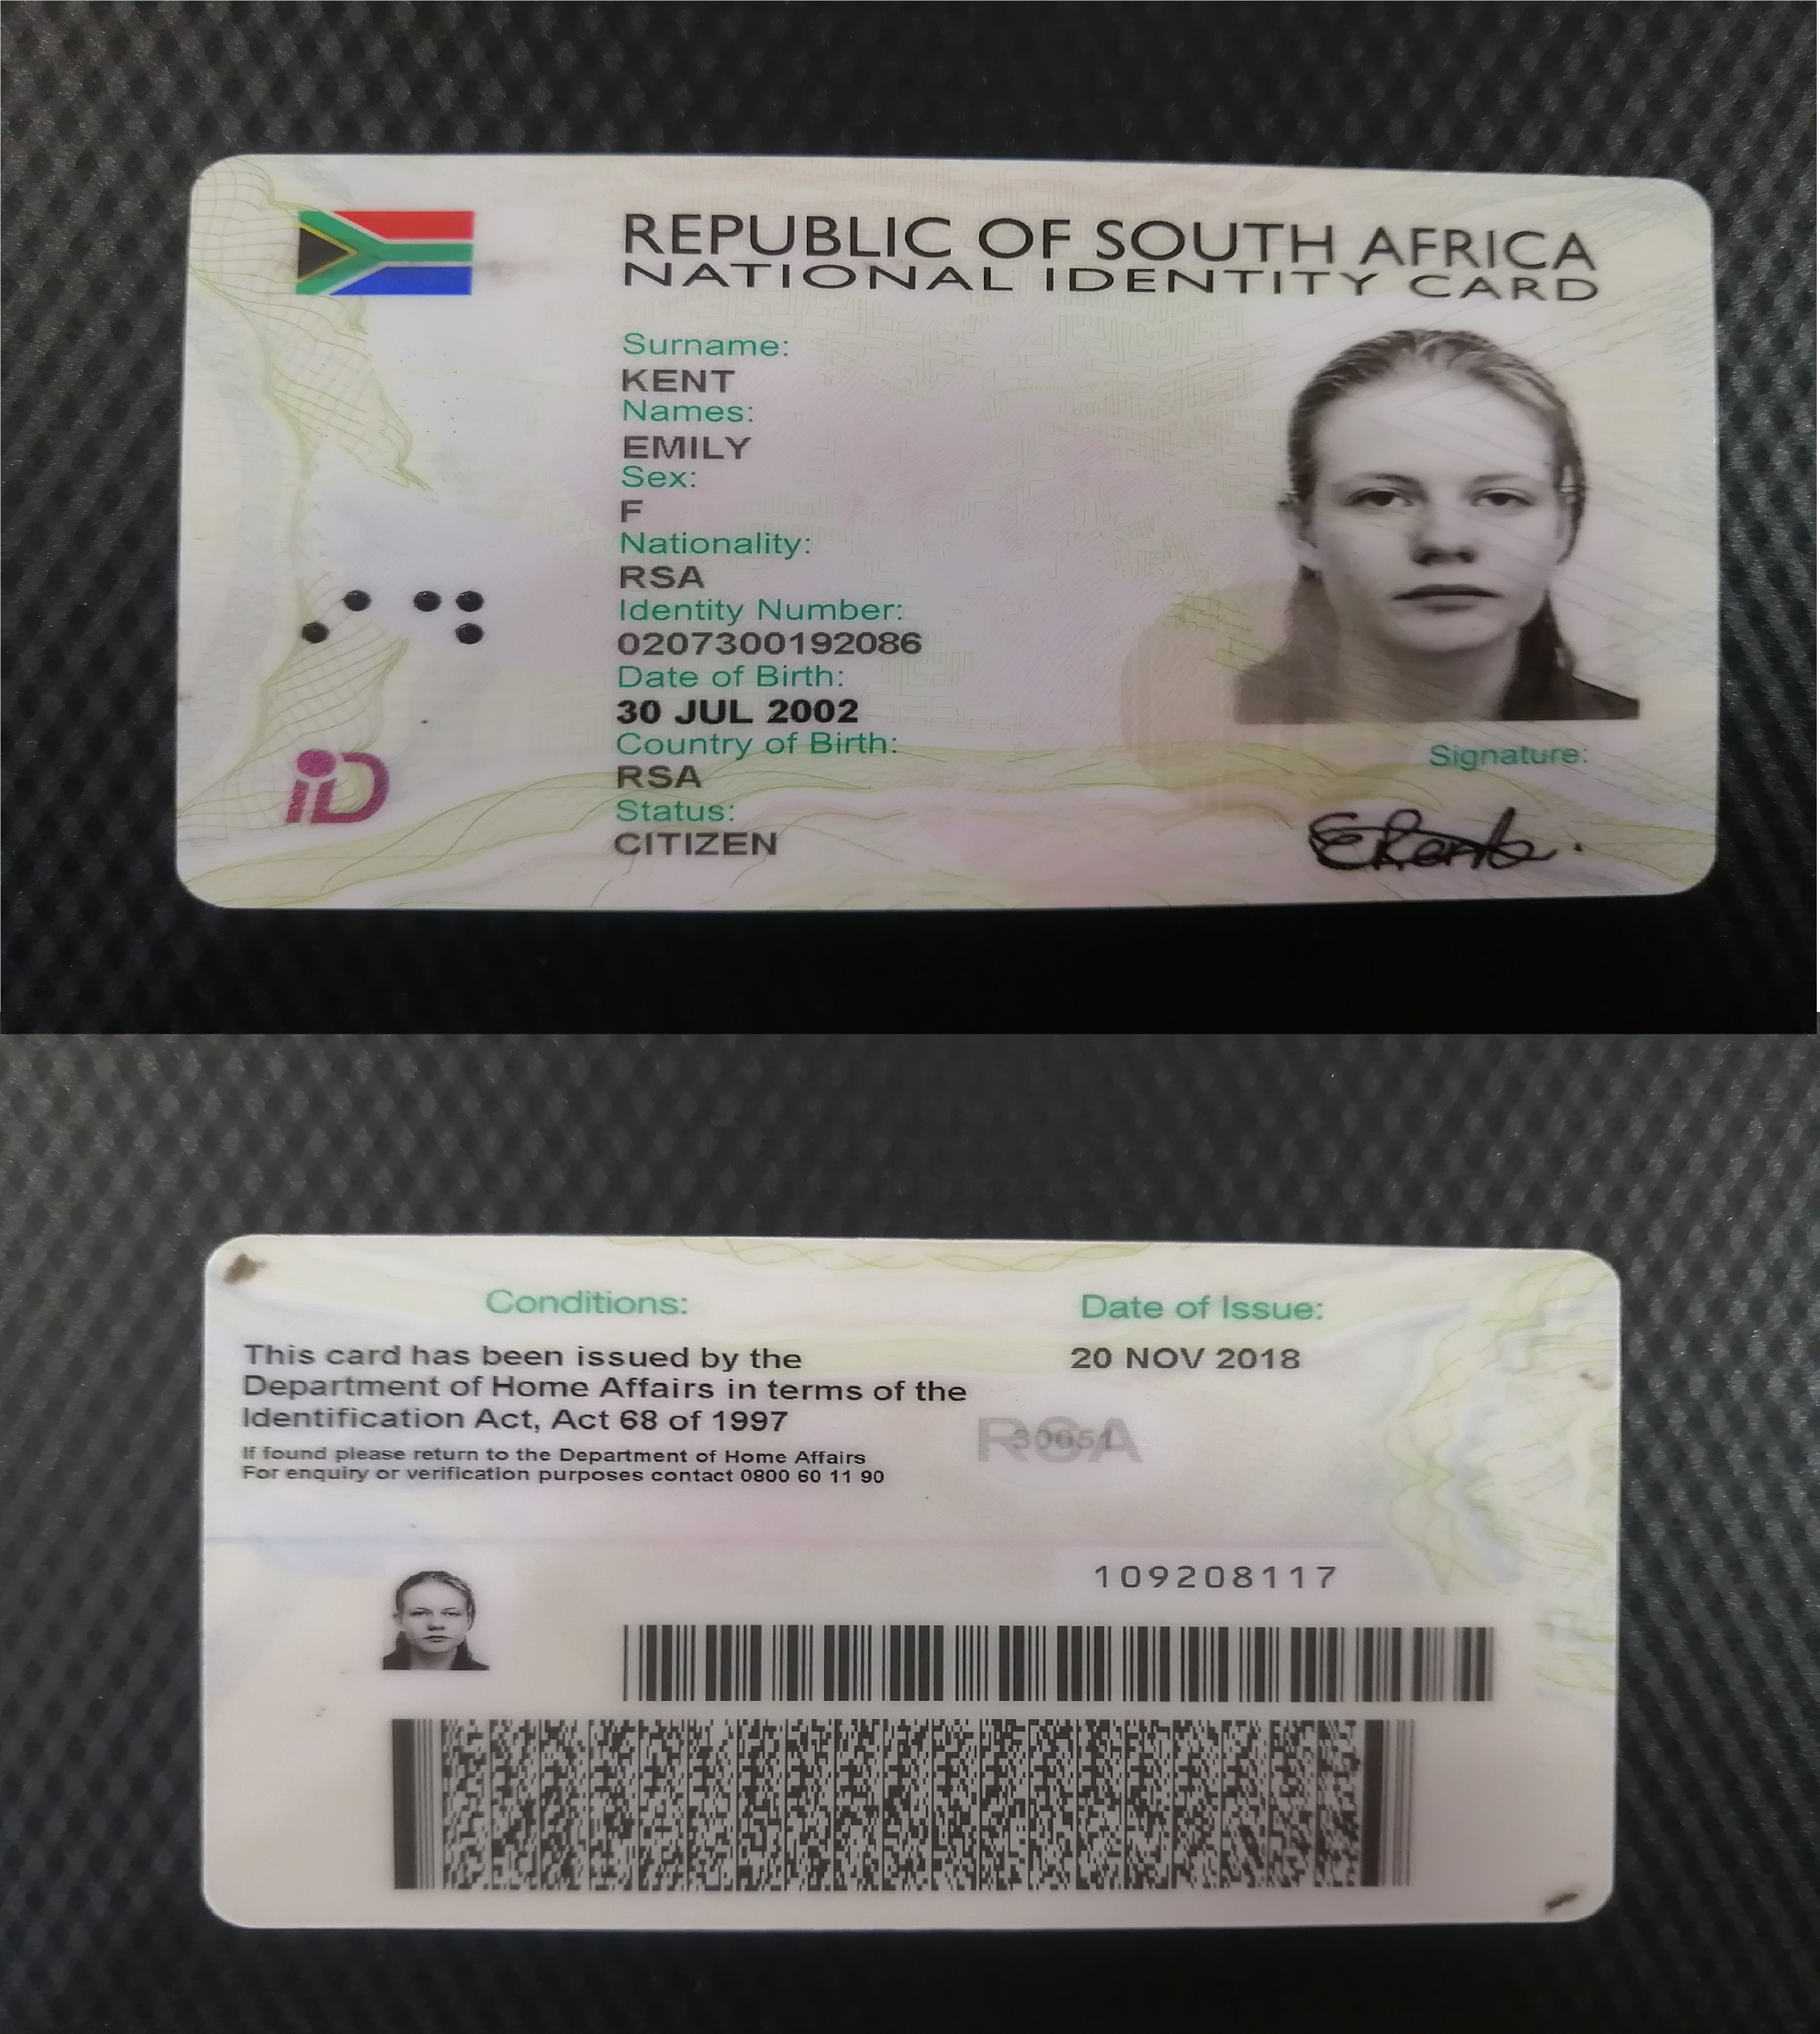 REPUBLIC OF SOUTH AFRICA
NATIONAL IDENTITY CARD
Surname:
KENT
Names:
EMILY
Sex:
F
Nationality:
RSA
Identity Number:
0207300192086
Date of Birth:
30 JUL 2002
Country of Birth:
RSA
Status:
CITIZEN
iD
Signature:
EKent.
Conditions:
Date of Issue:
This card has been issued by the
20 NOV 2018
Department of Home Affairs in terms of the
Identification Act, Act 68 of 1997
RSA
If found please return to the Department of Home Affairs
For enquiry or verification purposes contact 0800 60 11 90
109208117